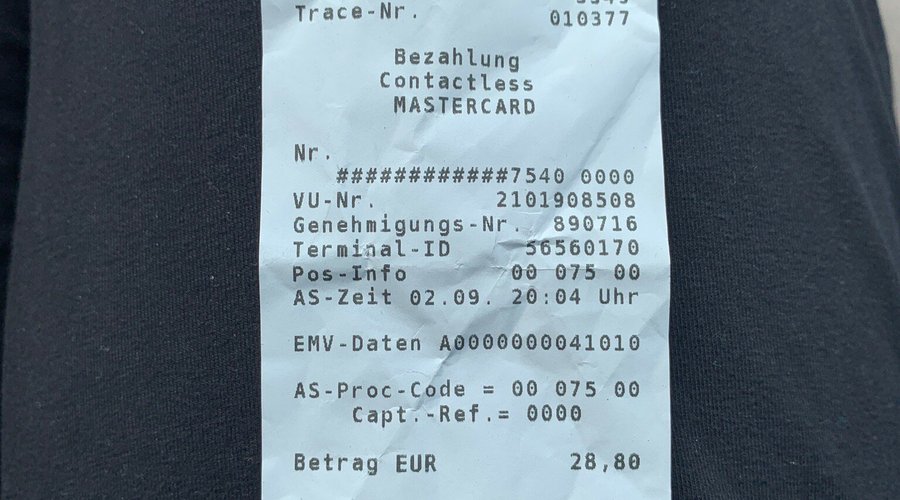 Trace-Nr. 010377
Bezahlung
Contactless
MASTERCARD
Nr.
############7540 0000
VU-Nr. 2101908508
Genehmigungs-Nr. 890716
Terminal-ID 56560170
Pos-Info 00 075 00
AS-Zeit 02.09. 20:04 Uhr
EMV-Daten A0000000041010
AS-Proc-Code = 00 075 00
Capt.-Ref.= 0000
Betrag EUR 28,80